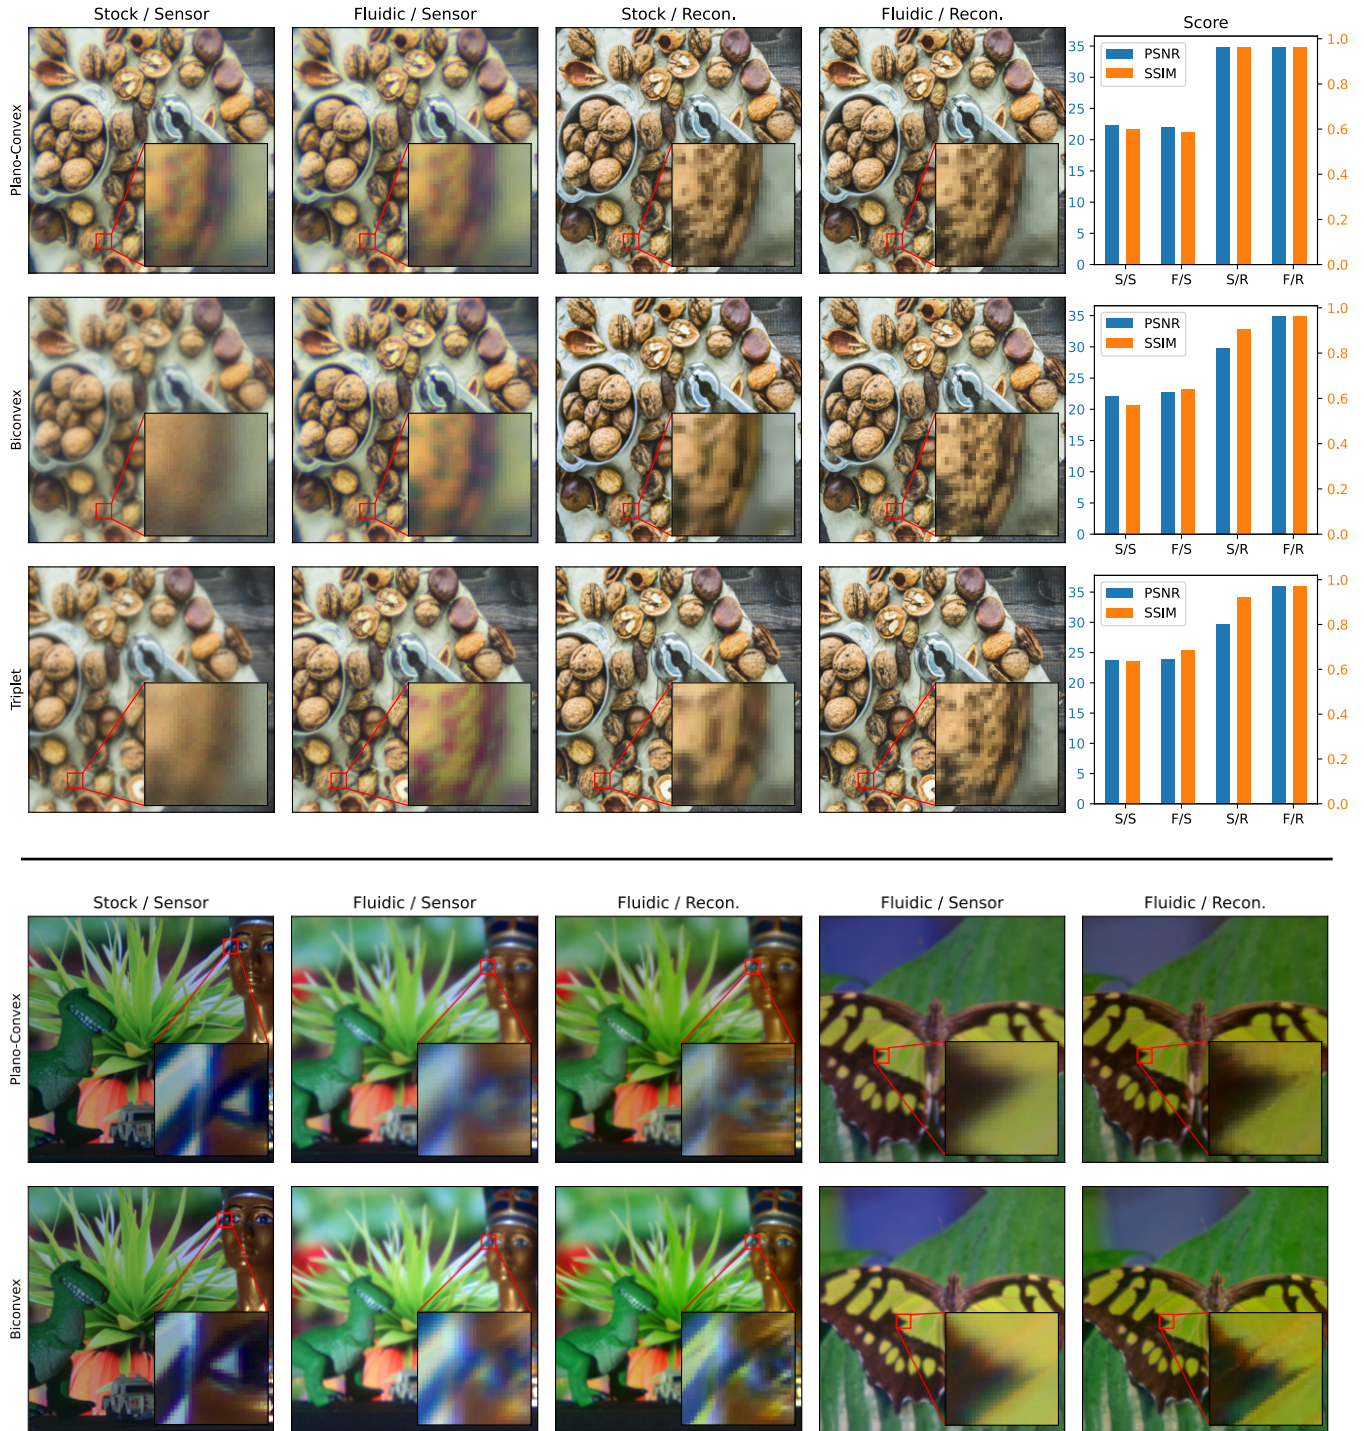 Stock / Sensor
Fluidic / Sensor
Stock / Recon.
Fluidic / Recon.
Score
Plano-Convex
35
30
25
20
15
10
5
0
PSNR
SSIM
1.0
0.8
0.6
0.4
0.2
0.0
S/S
F/S
S/R
F/R
Biconvex
35
30
25
20
15
10
5
0
PSNR
SSIM
1.0
0.8
0.6
0.4
0.2
0.0
S/S
F/S
S/R
F/R
Triplet
35
30
25
20
15
10
5
0
PSNR
SSIM
1.0
0.8
0.6
0.4
0.2
0.0
S/S
F/S
S/R
F/R
Stock / Sensor
Fluidic / Sensor
Fluidic / Recon.
Fluidic / Sensor
Fluidic / Recon.
Plano-Convex
Biconvex